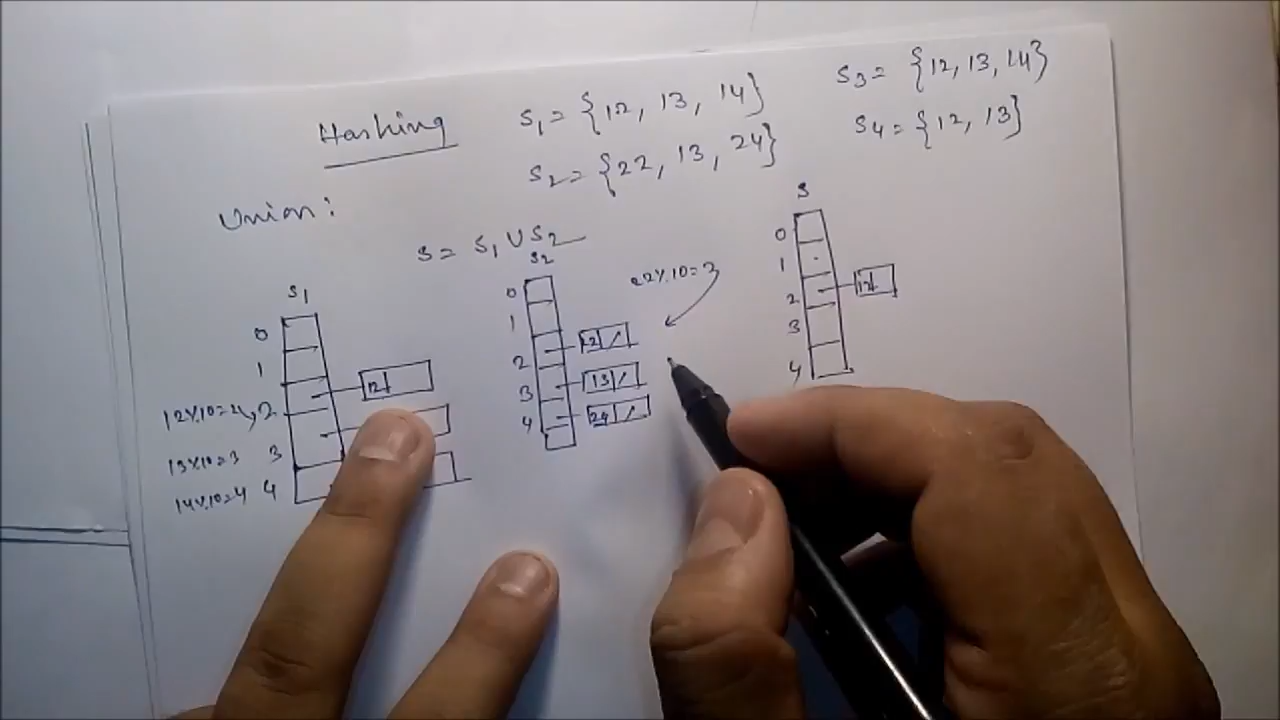 Hashing
S1 = {12, 13, 14}
S2 = {22, 13, 24}
S3 = {12, 13, 14}
S4 = {12, 13}
Union:
S = S1 U S2
S1
0
1
2
3
4
12%10=2
13%10=3
14%10=4
12
S2
0
1
2
3
4
22
13
24
22%10=2
S
0
1
2
3
4
12